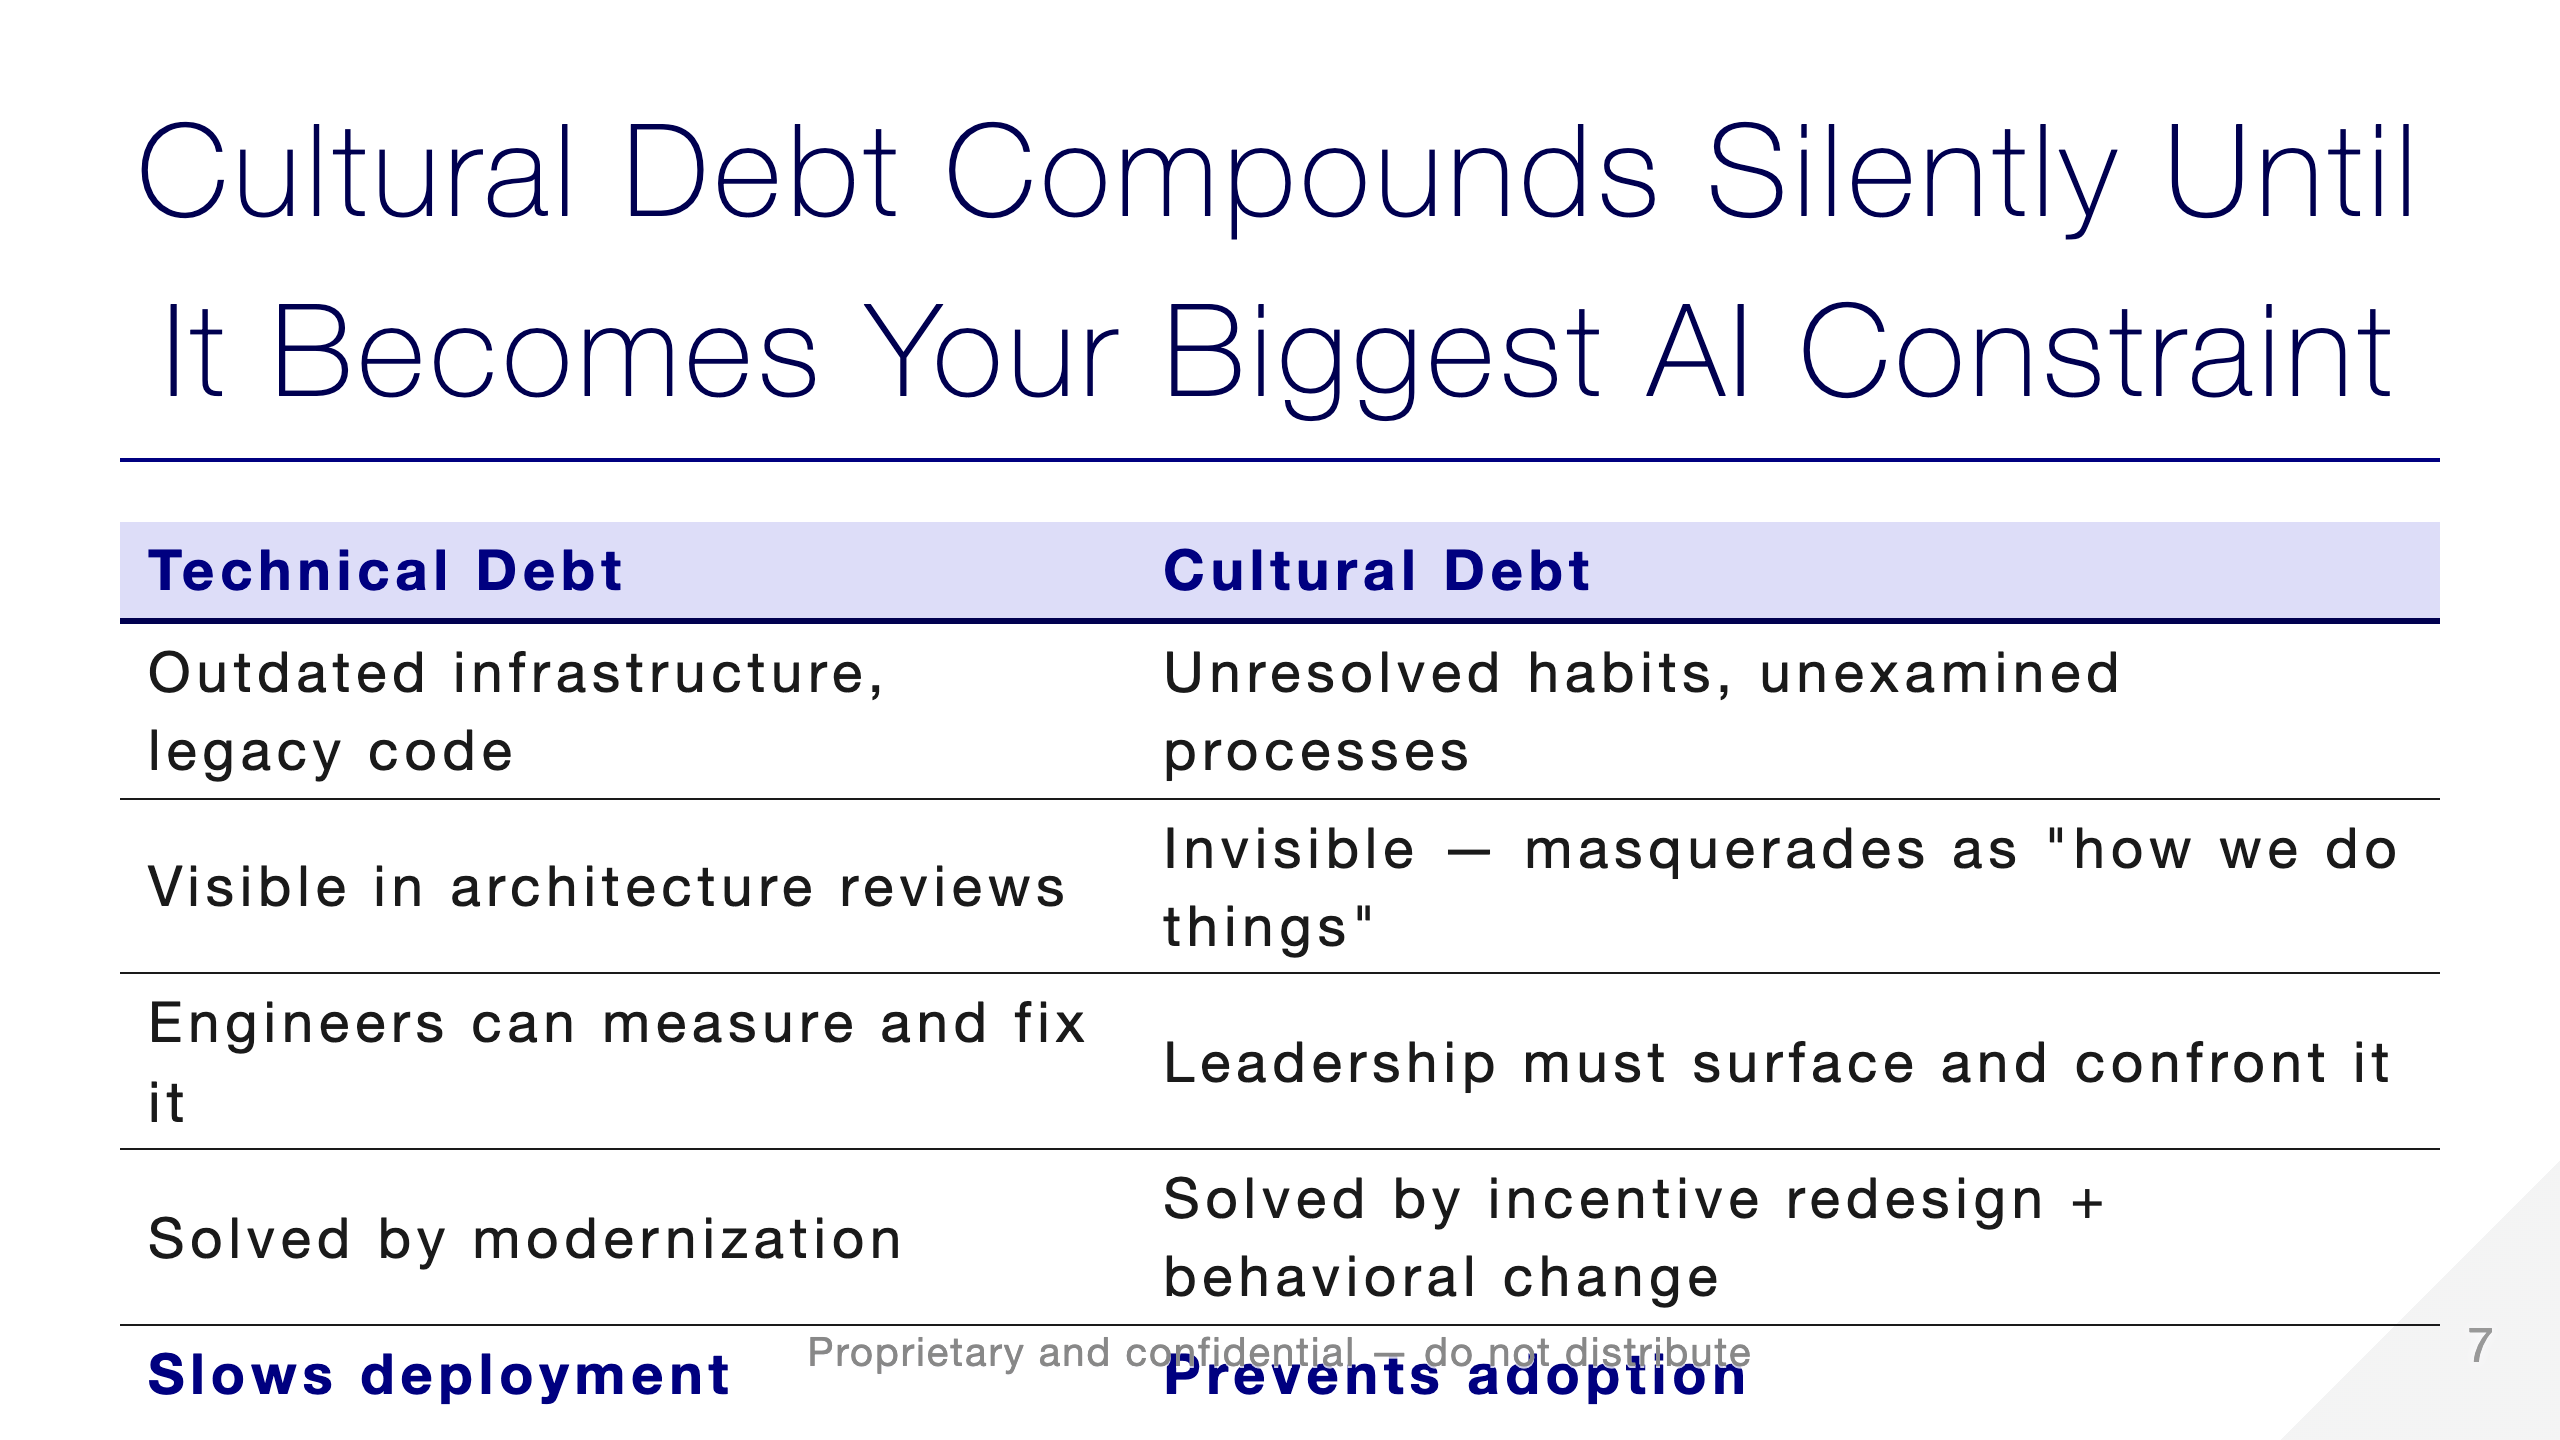 Cultural Debt Compounds Silently Until
It Becomes Your Biggest AI Constraint
Technical Debt
Cultural Debt
Outdated infrastructure,
legacy code
Unresolved habits, unexamined
processes
Visible in architecture reviews
Invisible — masquerades as "how we do
things"
Engineers can measure and fix
it
Leadership must surface and confront it
Solved by modernization
Solved by incentive redesign +
behavioral change
Slows deployment
Prevents adoption
Proprietary and confidential — do not distribute
7